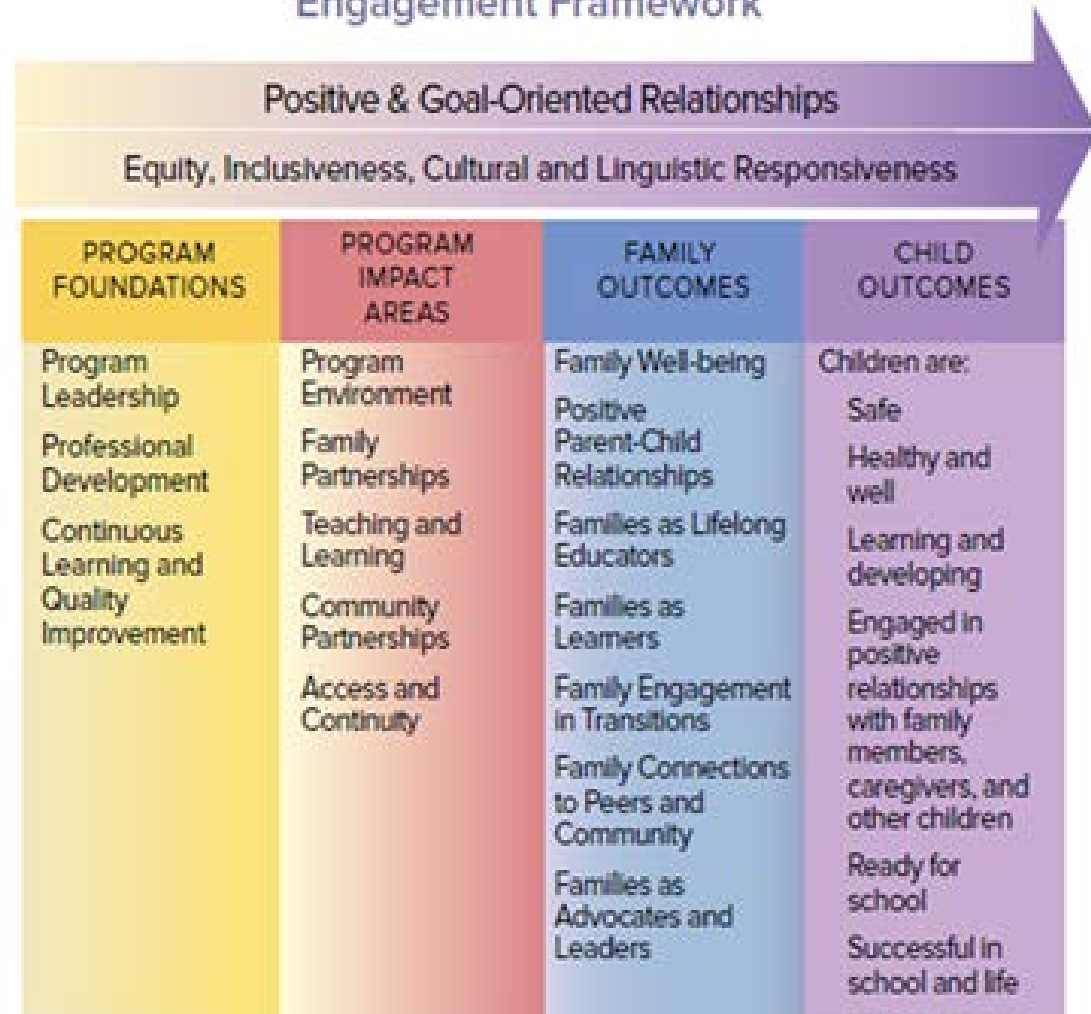 Engagement Framework
Positive & Goal-Oriented Relationships
Equity, Inclusiveness, Cultural and Linguistic Responsiveness
PROGRAM
FOUNDATIONS
Program
Leadership
Professional
Development
Continuous
Learning and
Quality
Improvement
PROGRAM
IMPACT
AREAS
Program
Environment
Family
Partnerships
Teaching and
Learning
Community
Partnerships
Access and
Continuity
FAMILY
OUTCOMES
Family Well-being
Positive
Parent-Child
Relationships
Families as Lifelong
Educators
Families as
Learners
Family Engagement
in Transitions
Family Connections
to Peers and
Community
Families as
Advocates and
Leaders
CHILD
OUTCOMES
Children are:
Safe
Healthy and
well
Learning and
developing
Engaged in
positive
relationships
with family
members,
caregivers, and
other children
Ready for
school
Successful in
school and life